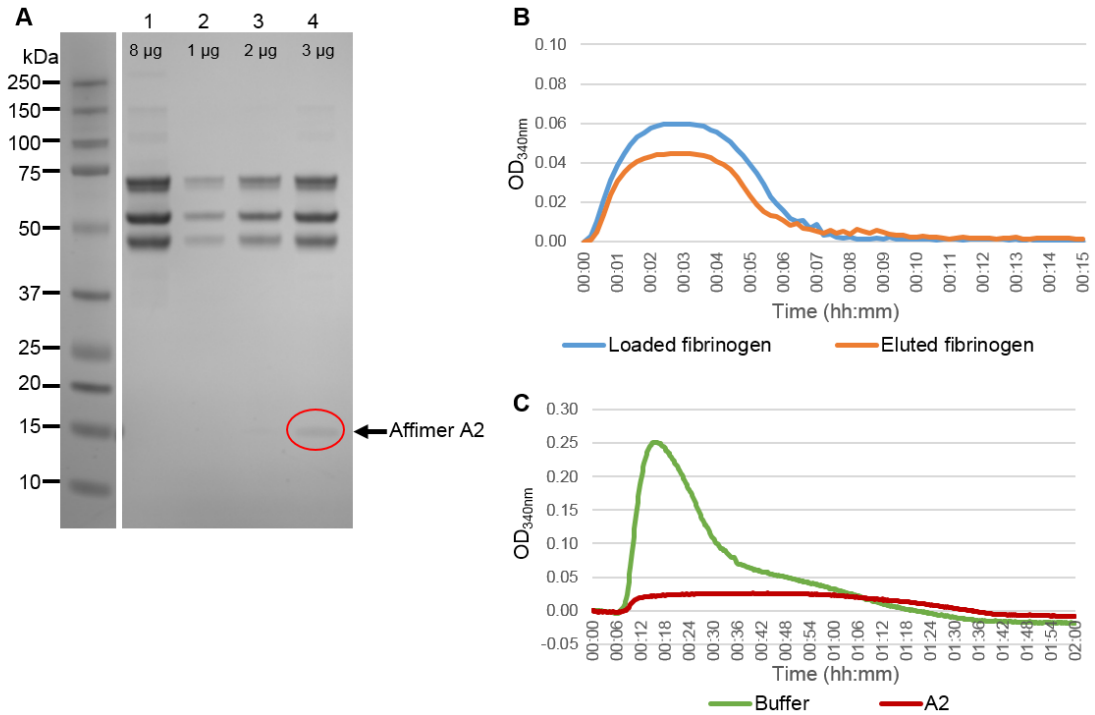 A
1 2 3 4
8 µg 1 µg 2 µg 3 µg
kDa
250
150
100
75
50
37
25
20
15
10
Affimer A2
B
0.10
0.08
0.06
0.04
0.02
0.00
OD340nm
00:00 00:01 00:02 00:03 00:04 00:05 00:06 00:07 00:08 00:09 00:10 00:11 00:12 00:13 00:14 00:15
Time (hh:mm)
Loaded fibrinogen Eluted fibrinogen
C
0.30
0.25
0.20
0.15
0.10
0.05
0.00
-0.05
OD340nm
00:00 00:06 00:12 00:18 00:24 00:30 00:36 00:42 00:48 00:54 01:00 01:06 01:12 01:18 01:24 01:30 01:36 01:42 01:48 01:54 02:00
Time (hh:mm)
Buffer A2